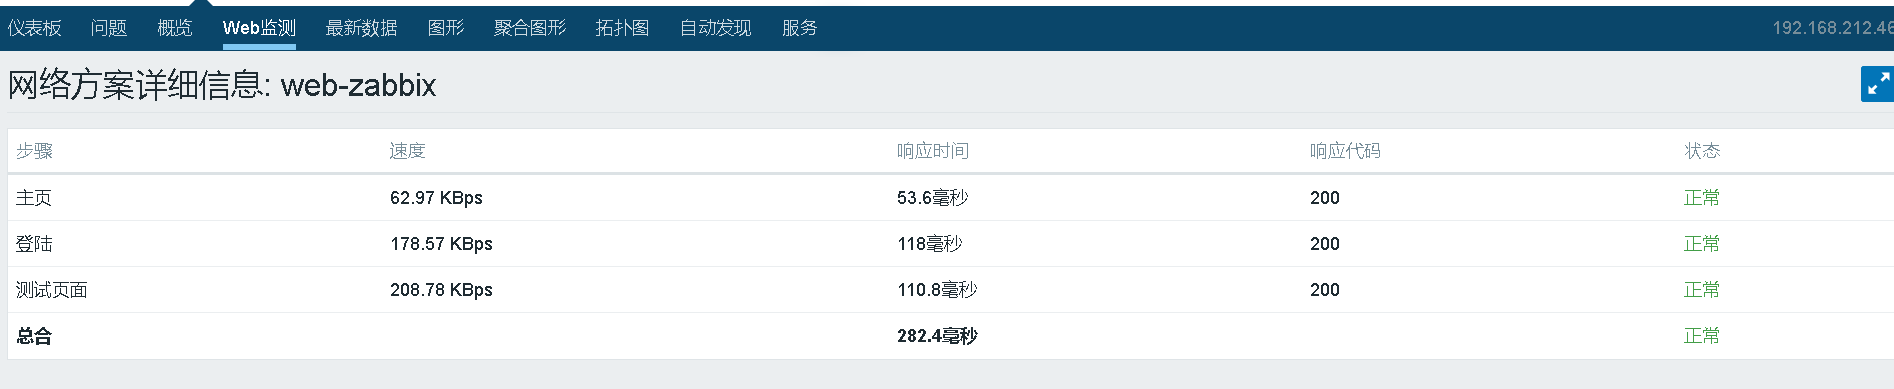 仪表板 问题 概览 Web监测 最新数据 图形 聚合图形 拓扑图 自动发现 服务 192.168.212.46
网络方案详细信息: web-zabbix
步骤 速度 响应时间 响应代码 状态
主页 62.97 KBps 53.6毫秒 200 正常
登陆 178.57 KBps 118毫秒 200 正常
测试页面 208.78 KBps 110.8毫秒 200 正常
总合 282.4毫秒 正常